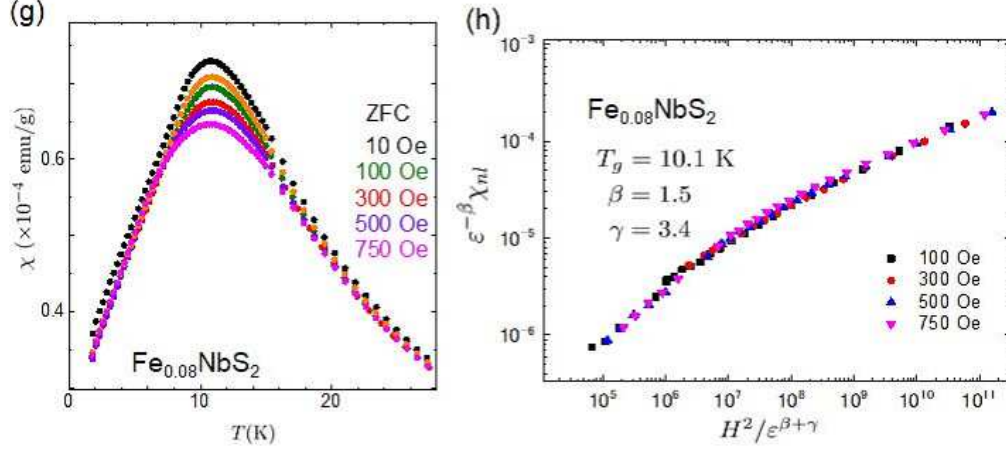 (g)
χ (×10⁻⁴ emu/g)
0.6
0.4
ZFC
10 Oe
100 Oe
300 Oe
500 Oe
750 Oe
Fe₀.₀₈NbS₂
0 10 20
T(K)
(h)
ε^{−β}χ_{nl}
10⁻³
10⁻⁴
10⁻⁵
10⁻⁶
Fe₀.₀₈NbS₂
T_g = 10.1 K
β = 1.5
γ = 3.4
100 Oe
300 Oe
500 Oe
750 Oe
10⁵ 10⁶ 10⁷ 10⁸ 10⁹ 10¹⁰ 10¹¹
H²/ε^{β+γ}